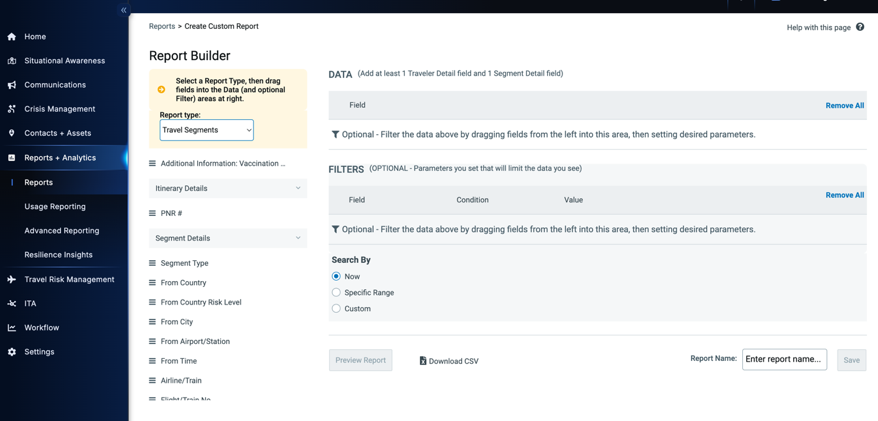 «
Reports > Create Custom Report
Help with this page
Home
Situational Awareness
Communications
Crisis Management
Contacts + Assets
Reports + Analytics
Reports
Usage Reporting
Advanced Reporting
Resilience Insights
Travel Risk Management
ITA
Workflow
Settings
Report Builder
Select a Report Type, then drag
fields into the Data (and optional
Filter) areas at right.
Report type:
Travel Segments
Additional Information: Vaccination ...
Itinerary Details
PNR #
Segment Details
Segment Type
From Country
From Country Risk Level
From City
From Airport/Station
From Time
Airline/Train
Flight/Train No
DATA (Add at least 1 Traveler Detail field and 1 Segment Detail field)
Field Remove All
Optional - Filter the data above by dragging fields from the left into this area, then setting desired parameters.
FILTERS (OPTIONAL - Parameters you set that will limit the data you see)
Field Condition Value Remove All
Optional - Filter the data above by dragging fields from the left into this area, then setting desired parameters.
Search By
Now
Specific Range
Custom
Preview Report Download CSV Report Name: Enter report name... Save